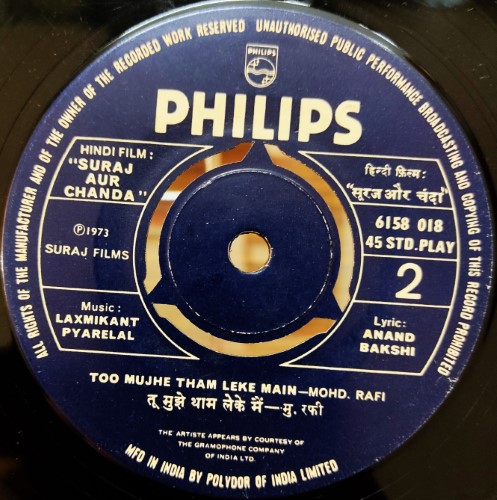 ALL RIGHTS OF THE MANUFACTURER AND OF THE OWNER OF THE RECORDED WORK RESERVED UNAUTHORISED PUBLIC PERFORMANCE BROADCASTING AND COPYING OF THIS RECORD PROHIBITED
PHILIPS
PHILIPS
HINDI FILM :
"SURAJ
AUR
CHANDA"
हिन्दी फ़िल्म :
"सूरज और चंदा"
Ⓟ1973
SURAJ FILMS
6158 018
45 STD. PLAY
2
Music :
LAXMIKANT
PYARELAL
Lyric :
ANAND
BAKSHI
TOO MUJHE THAM LEKE MAIN—MOHD. RAFI
तू मुझे थाम लेके मैं—मु. रफी
THE ARTISTE APPEARS BY COURTESY OF
THE GRAMOPHONE COMPANY
OF INDIA LTD.
MFD IN INDIA BY POLYDOR OF INDIA LIMITED